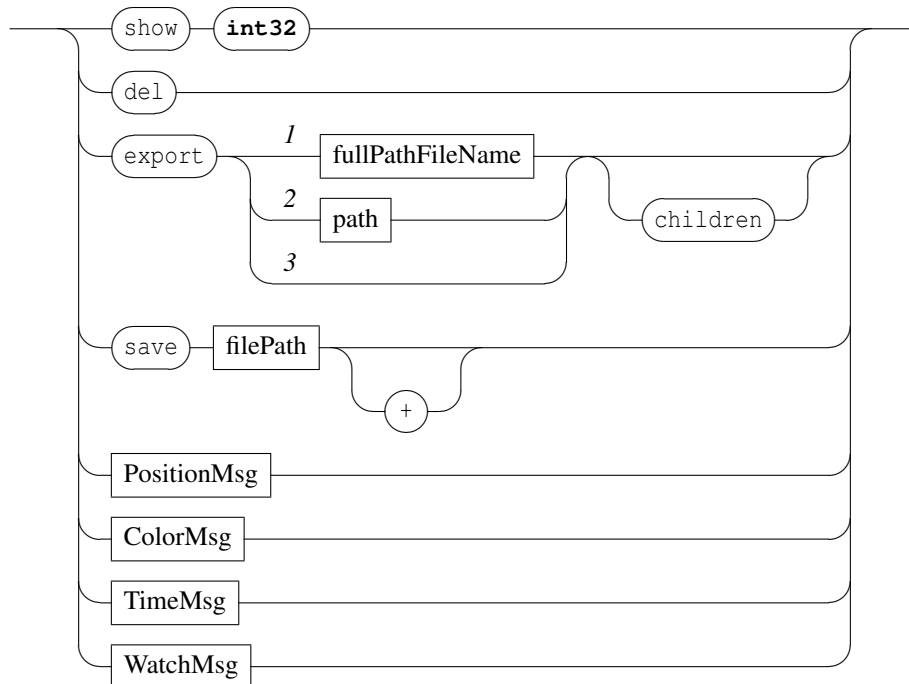 show int32
del
export 1 fullPathFileName
2 path children
3
save filePath
+
PositionMsg
ColorMsg
TimeMsg
WatchMsg